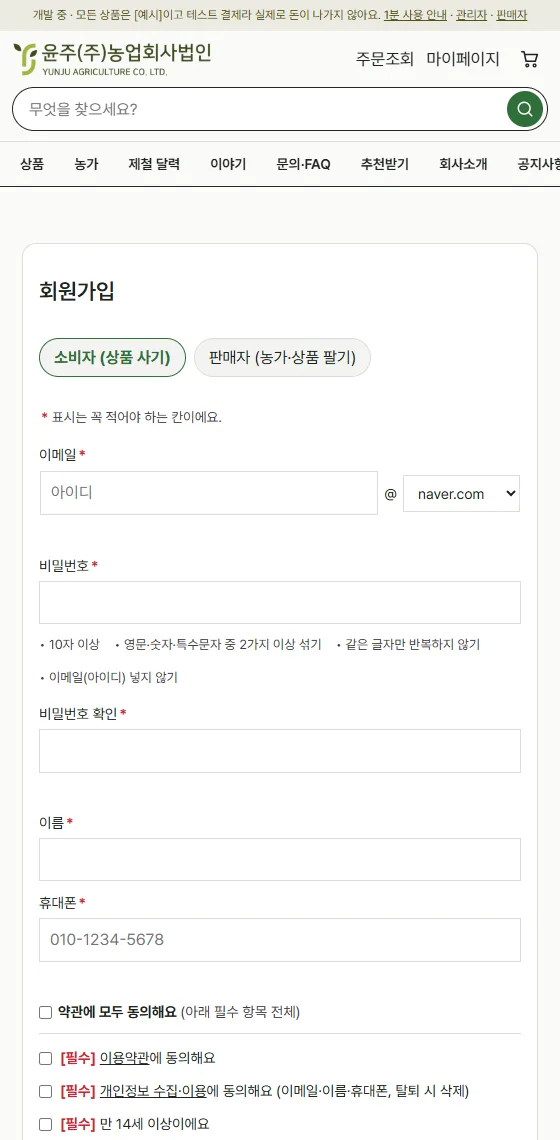 개발 중 · 모든 상품은 [예시]이고 테스트 결제라 실제로 돈이 나가지 않아요. 1분 사용 안내 · 관리자 · 판매자
윤주(주)농업회사법인
YUNJU AGRICULTURE CO. LTD.
주문조회 마이페이지
무엇을 찾으세요?
상품 농가 제철 달력 이야기 문의·FAQ 추천받기 회사소개 공지사항
회원가입
소비자 (상품 사기) 판매자 (농가·상품 팔기)
* 표시는 꼭 적어야 하는 칸이에요.
이메일 *
아이디 @ naver.com
비밀번호 *
• 10자 이상 • 영문·숫자·특수문자 중 2가지 이상 섞기 • 같은 글자만 반복하지 않기
• 이메일(아이디) 넣지 않기
비밀번호 확인 *
이름 *
휴대폰 *
010-1234-5678
약관에 모두 동의해요 (아래 필수 항목 전체)
[필수] 이용약관에 동의해요
[필수] 개인정보 수집·이용에 동의해요 (이메일·이름·휴대폰, 탈퇴 시 삭제)
[필수] 만 14세 이상이에요